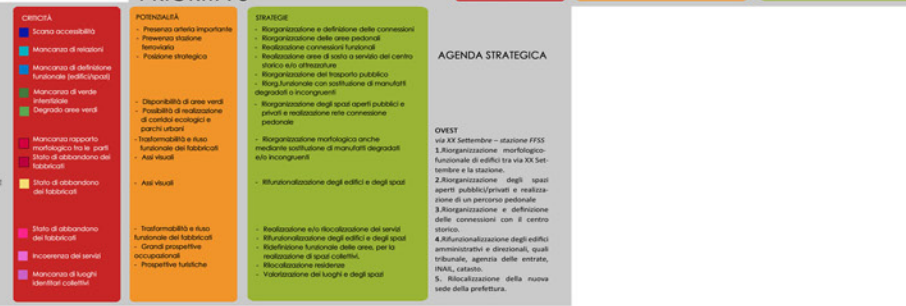 CRITICITÀ
Scarsa accessibilità
Mancanza di relazioni
Mancanza di definizione
funzionale (edifici/spazi)
Mancanza di verde
interstiziale
Degrado aree verdi
Mancanza rapporto
morfologico tra le parti
Stato di abbandono dei
fabbricati
Stato di abbandono
dei fabbricati
Stato di abbandono
dei fabbricati
Incoerenza dei servizi
Mancanza di luoghi
identitari collettivi
POTENZIALITÀ
- Presenza arteria importante
- Prewenza stazione
ferroviaria
- Posizione strategica
- Disponibilità di aree verdi
- Possibilità di realizzazione
di corridoi ecologici e
parchi urbani
- Trasformabilità e riuso
funzionale dei fabbricati
- Assi visuali
- Assi visuali
- Trasformabilità e riuso
funzionale dei fabbricati
- Grandi prospettive
occupazionali
- Prospettive turistiche
STRATEGIE
- Riorganizzazione e definizione delle connessioni
- Riorganizzazione delle aree pedonali
- Realizzazione connessioni funzionali
- Realizzazione aree di sosta a servizio del centro
storico e/o attrezzature
- Riorganizzazione del trasporto pubblico
- Riorg.funzionale con sostituzione di manufatti
degradati o incongruenti
- Riorganizzazione degli spazi aperti pubblici e
privati e realizzazione rete connessione
pedonale
- Riorganizzazione morfologica anche
mediante sostituzione di manufatti degradati
e/o incongruenti
- Rifunzionalizzazione degli edifici e degli spazi
- Realizzazione e/o rilocalizzazione dei servizi
- Rifunzionalizzazione degli edifici e degli spazi
- Ridefinizione funzionale delle aree, per la
realizzazione di spazi collettivi.
- Rilocalizzazione residenze
- Valorizzazione dei luoghi e degli spazi
AGENDA STRATEGICA
OVEST
via XX Settembre – stazione FFSS
1.Riorganizzazione morfologico-
funzionale di edifici tra via XX Set-
tembre e la stazione.
2.Riorganizzazione degli spazi
aperti pubblici/privati e realizza-
zione di un percorso pedonale
3.Riorganizzazione e definizione
delle connessioni con il centro
storico.
4.Rifunzionalizzazione degli edifici
amministrativi e direzionali, quali
tribunale, agenzia delle entrate,
INAIL, catasto.
5. Rilocalizzazione della nuova
sede della prefettura.